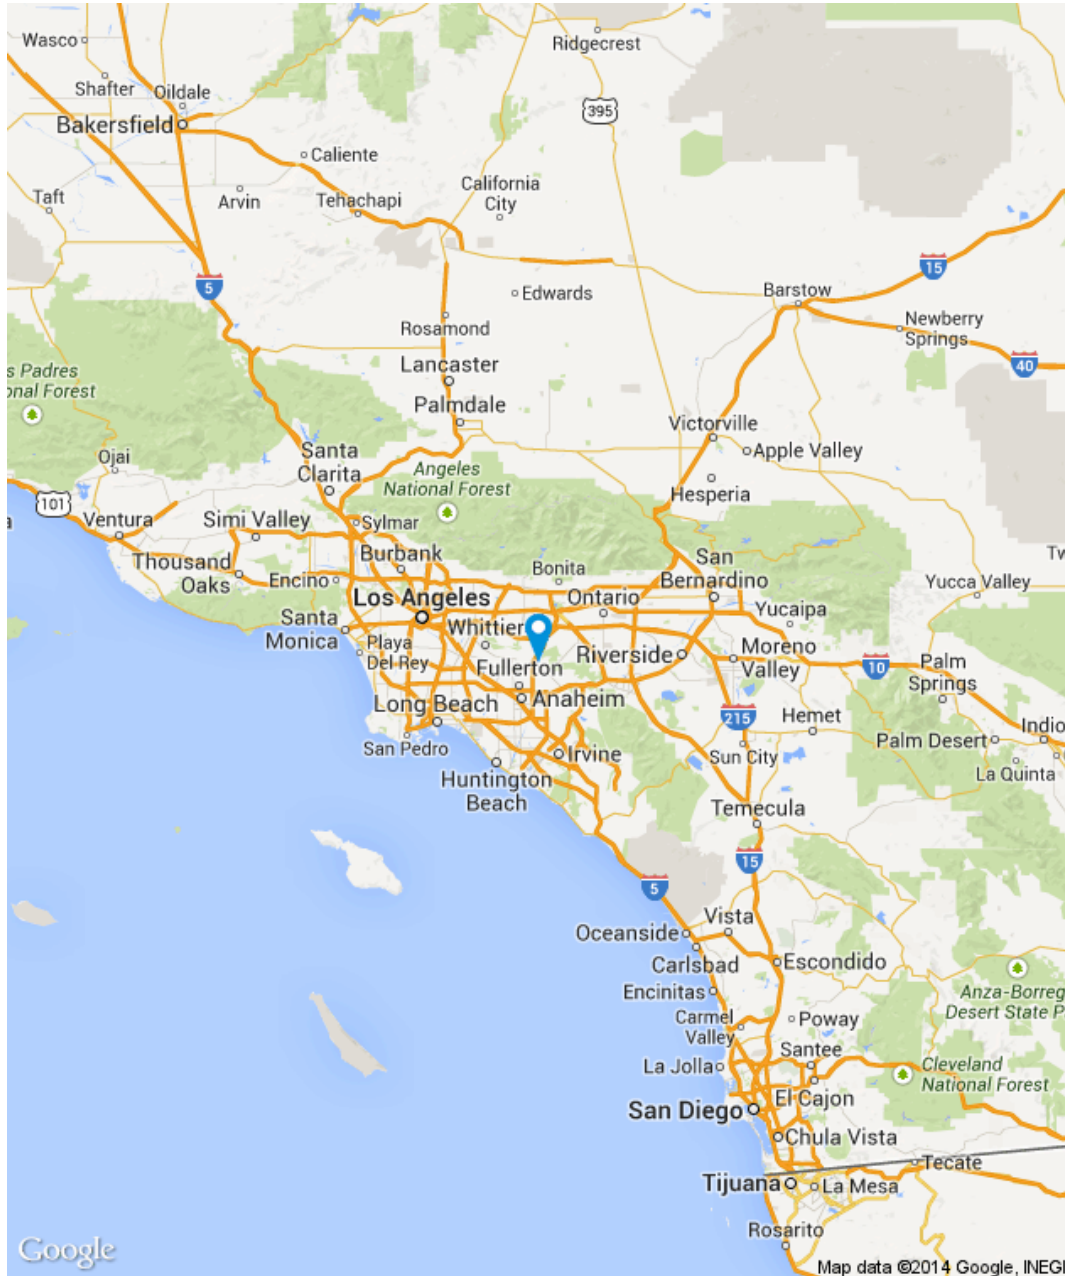 Wasco
Ridgecrest
Shafter
Oildale
395
Bakersfield
Caliente
California
City
Taft
Arvin
Tehachapi
15
5
Edwards
Barstow
Rosamond
Newberry
Springs
Lancaster
40
s Padres
onal Forest
Palmdale
Victorville
Apple Valley
Santa
Clarita
Ojai
Angeles
National Forest
Hesperia
101
a
Ventura
Simi Valley
Sylmar
Thousand
Oaks
Burbank
Encino
Bonita
San
Bernardino
Tw
Yucca Valley
Los Angeles
Ontario
Yucaipa
Santa
Monica
Whittier
Playa
Del Rey
Fullerton
Riverside
Moreno
Valley
10
Palm
Springs
Long Beach
Anaheim
215
Hemet
Indio
San Pedro
Irvine
Sun City
Palm Desert
La Quinta
Huntington
Beach
Temecula
15
5
Vista
Oceanside
Carlsbad
Escondido
Encinitas
Anza-Borreg
Desert State P
Carmel
Valley
Poway
La Jolla
Santee
Cleveland
National Forest
El Cajon
San Diego
Chula Vista
Tecate
Tijuana
La Mesa
Rosarito
Google
Map data ©2014 Google, INEGI